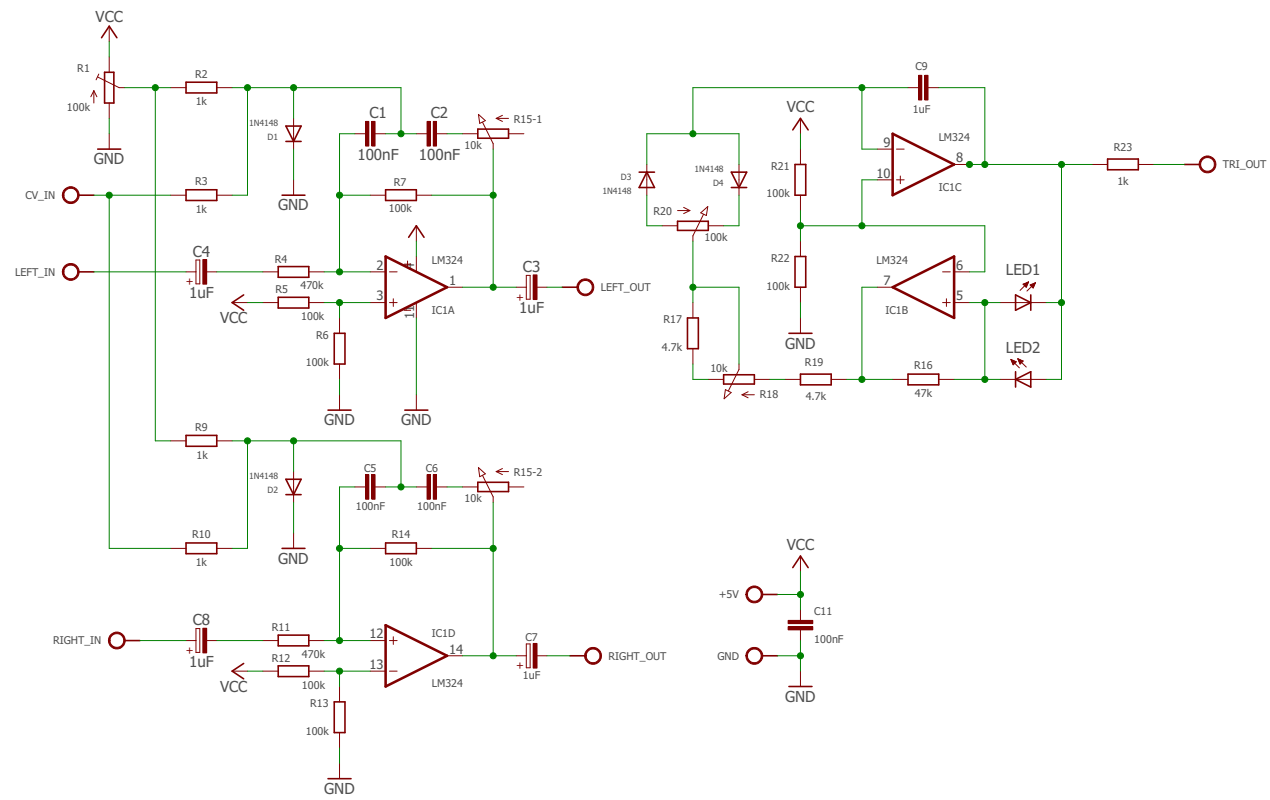 VCC
R1
100k
GND
R2
1k
1N4148
D1
GND
C1
100nF
C2
100nF
R15-1
10k
CV_IN
R3
1k
R7
100k
LEFT_IN
C4
+
1uF
R4
470k
R5
100k
VCC
R6
100k
GND
2
3
4
11
1
LM324
IC1A
GND
C3
+
1uF
LEFT_OUT
R9
1k
1N4148
D2
GND
C5
100nF
C6
100nF
R15-2
10k
R10
1k
R14
100k
RIGHT_IN
C8
+
1uF
R11
470k
R12
100k
VCC
R13
100k
GND
12
13
14
IC1D
LM324
C7
+
1uF
RIGHT_OUT
C9
1uF
VCC
D3
1N4148
1N4148
D4
R20
100k
R21
100k
R22
100k
GND
9
10
8
LM324
IC1C
R23
1k
TRI_OUT
LM324
6
5
7
IC1B
LED1
LED2
R17
4.7k
10k
R18
R19
4.7k
R16
47k
VCC
+5V
C11
100nF
GND
GND